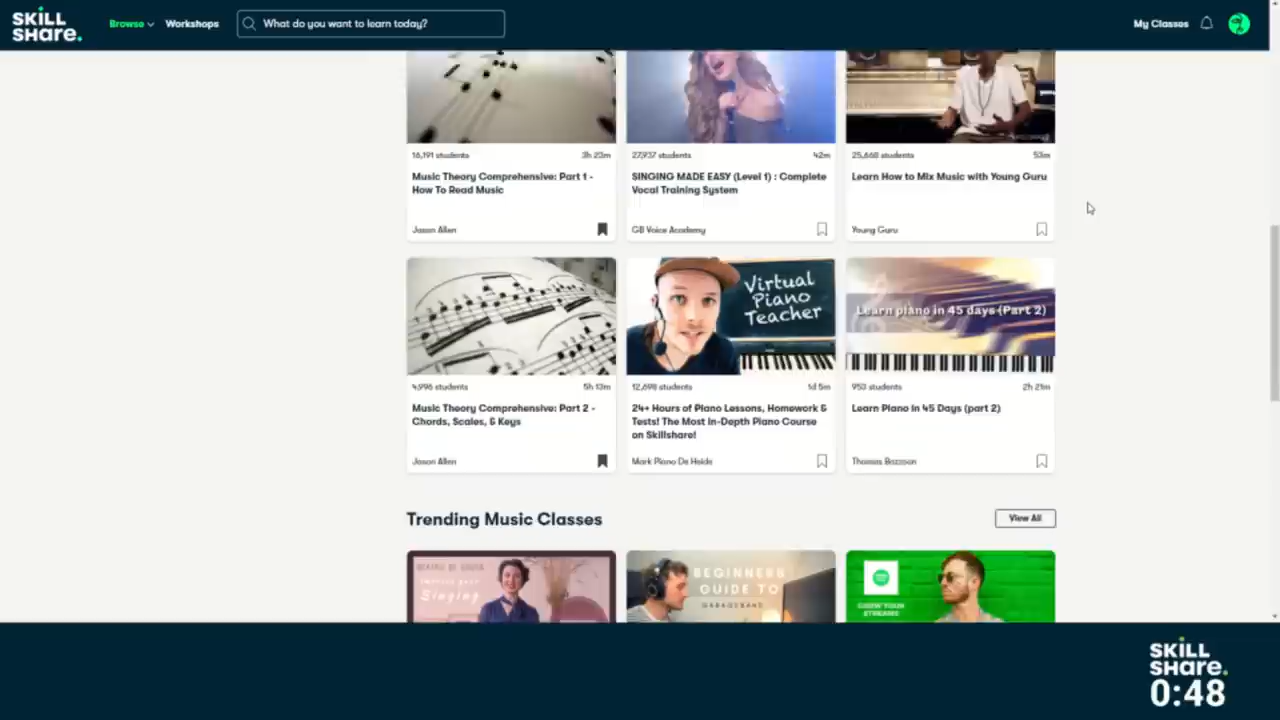 SKILL
SHARE.
Browse
Workshops
What do you want to learn today?
My Classes
16,191 students
3h 23m
Music Theory Comprehensive: Part 1 -
How To Read Music
Jason Allen
27,937 students
42m
SINGING MADE EASY (Level 1) : Complete
Vocal Training System
GB Voice Academy
25,668 students
53m
Learn How to Mix Music with Young Guru
Young Guru
4,996 students
5h 13m
Music Theory Comprehensive: Part 2 -
Chords, Scales, & Keys
Jason Allen
Virtual
Piano
Teacher
12,698 students
1d 5m
24+ Hours of Piano Lessons, Homework &
Tests! The Most In-Depth Piano Course
on Skillshare!
Mark Piano De Heide
Learn piano in 45 days (Part 2)
953 students
2h 21m
Learn Piano in 45 Days (part 2)
Trending Music Classes
View All
Singing
BEGINNERS
GUIDE TO
GARAGEBAND
GROW YOUR
STREAMS
SKILL
SHARE.
0:48